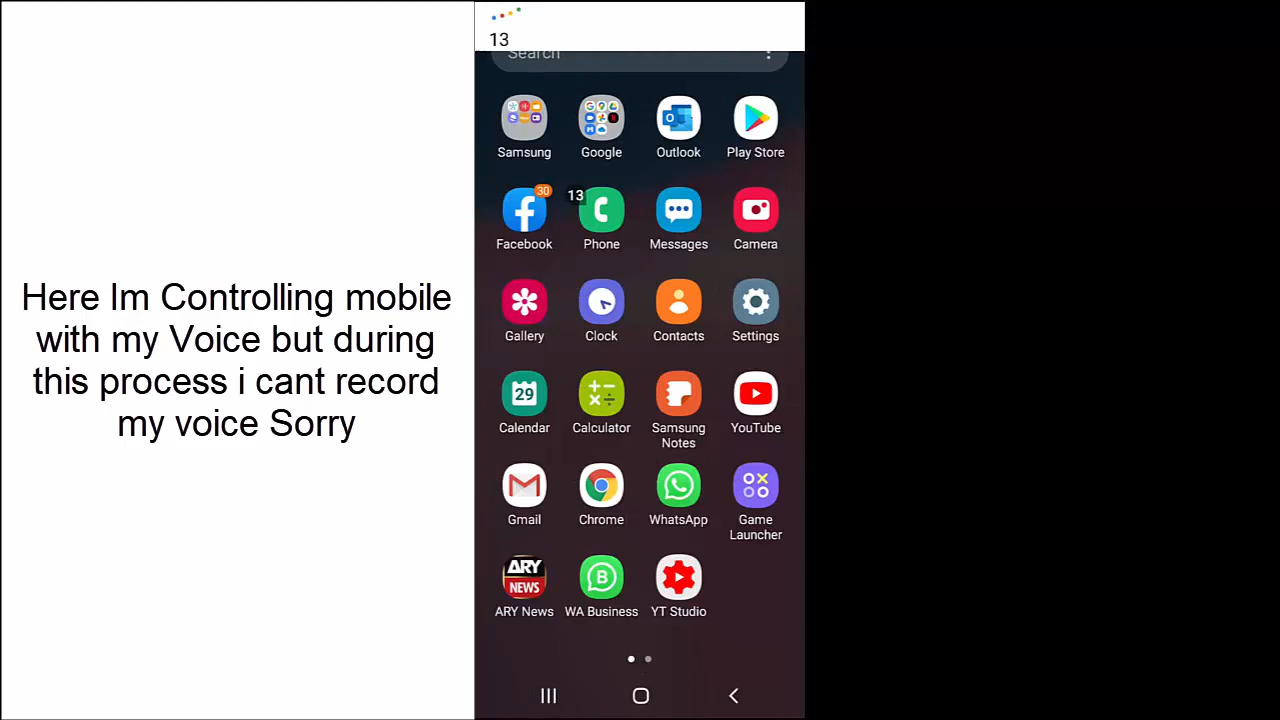 Here Im Controlling mobile
with my Voice but during
this process i cant record
my voice Sorry
13
Search
Samsung
Google
Outlook
Play Store
30
13
Facebook
Phone
Messages
Camera
Gallery
Clock
Contacts
Settings
29
Calendar
Calculator
Samsung
Notes
YouTube
Gmail
Chrome
WhatsApp
Game
Launcher
ARY
NEWS
B
ARY News
WA Business
YT Studio